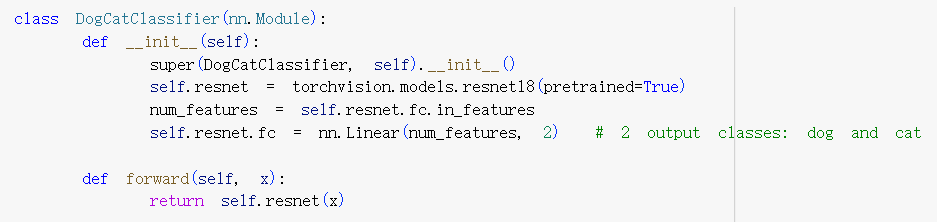 class DogCatClassifier(nn.Module):
def __init__(self):
super(DogCatClassifier, self).__init__()
self.resnet = torchvision.models.resnet18(pretrained=True)
num_features = self.resnet.fc.in_features
self.resnet.fc = nn.Linear(num_features, 2) # 2 output classes: dog and cat
def forward(self, x):
return self.resnet(x)